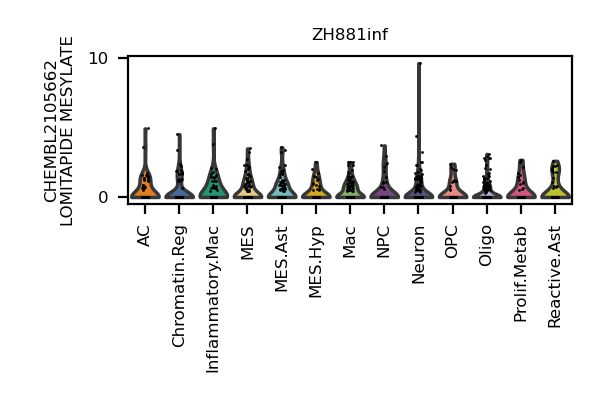 ZH881inf
CHEMBL2105662
LOMITAPIDE MESYLATE
10
0
AC
Chromatin.Reg
Inflammatory.Mac
MES
MES.Ast
MES.Hyp
Mac
NPC
Neuron
OPC
Oligo
Prolif.Metab
Reactive.Ast